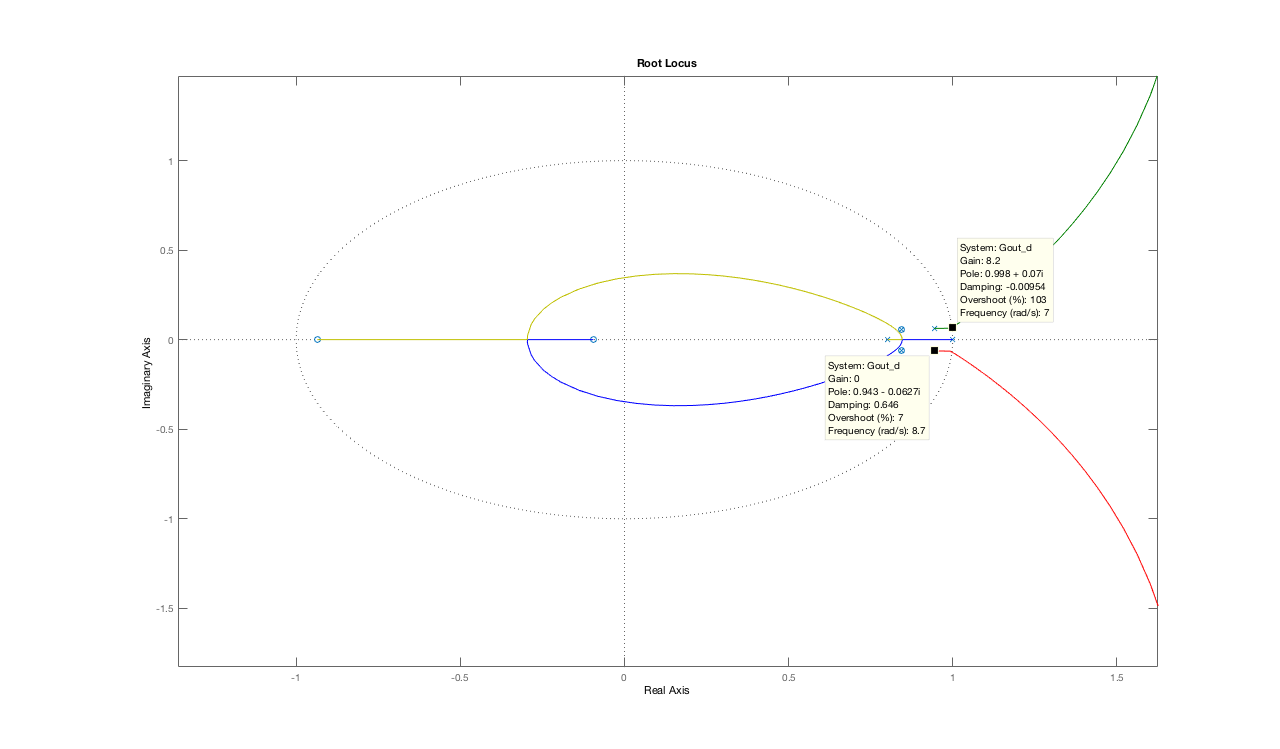 Root Locus
1
0.5
0
-0.5
-1
-1.5
Imaginary Axis
System: Gout_d
Gain: 8.2
Pole: 0.998 + 0.07i
Damping: -0.00954
Overshoot (%): 103
Frequency (rad/s): 7
System: Gout_d
Gain: 0
Pole: 0.943 - 0.0627i
Damping: 0.646
Overshoot (%): 7
Frequency (rad/s): 8.7
-1
-0.5
0
0.5
1
1.5
Real Axis